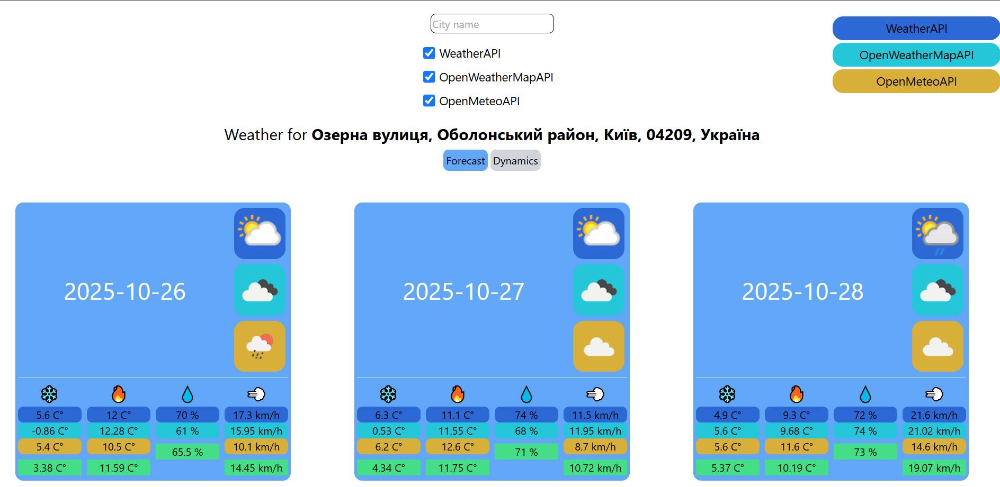 City name
WeatherAPI
OpenWeatherMapAPI
OpenMeteoAPI
WeatherAPI
OpenWeatherMapAPI
OpenMeteoAPI
Weather for Озерна вулиця, Оболонський район, Київ, 04209, Україна
Forecast Dynamics
2025-10-26
5.6 C° 12 C° 70 % 17.3 km/h
-0.86 C° 12.28 C° 61 % 15.95 km/h
5.4 C° 10.5 C° 10.1 km/h
65.5 %
3.38 C° 11.59 C° 14.45 km/h
2025-10-27
6.3 C° 11.1 C° 74 % 11.5 km/h
0.53 C° 11.55 C° 68 % 11.95 km/h
6.2 C° 12.6 C° 8.7 km/h
71 %
4.34 C° 11.75 C° 10.72 km/h
2025-10-28
4.9 C° 9.3 C° 72 % 21.6 km/h
5.6 C° 9.68 C° 74 % 21.02 km/h
5.6 C° 11.6 C° 14.6 km/h
73 %
5.37 C° 10.19 C° 19.07 km/h